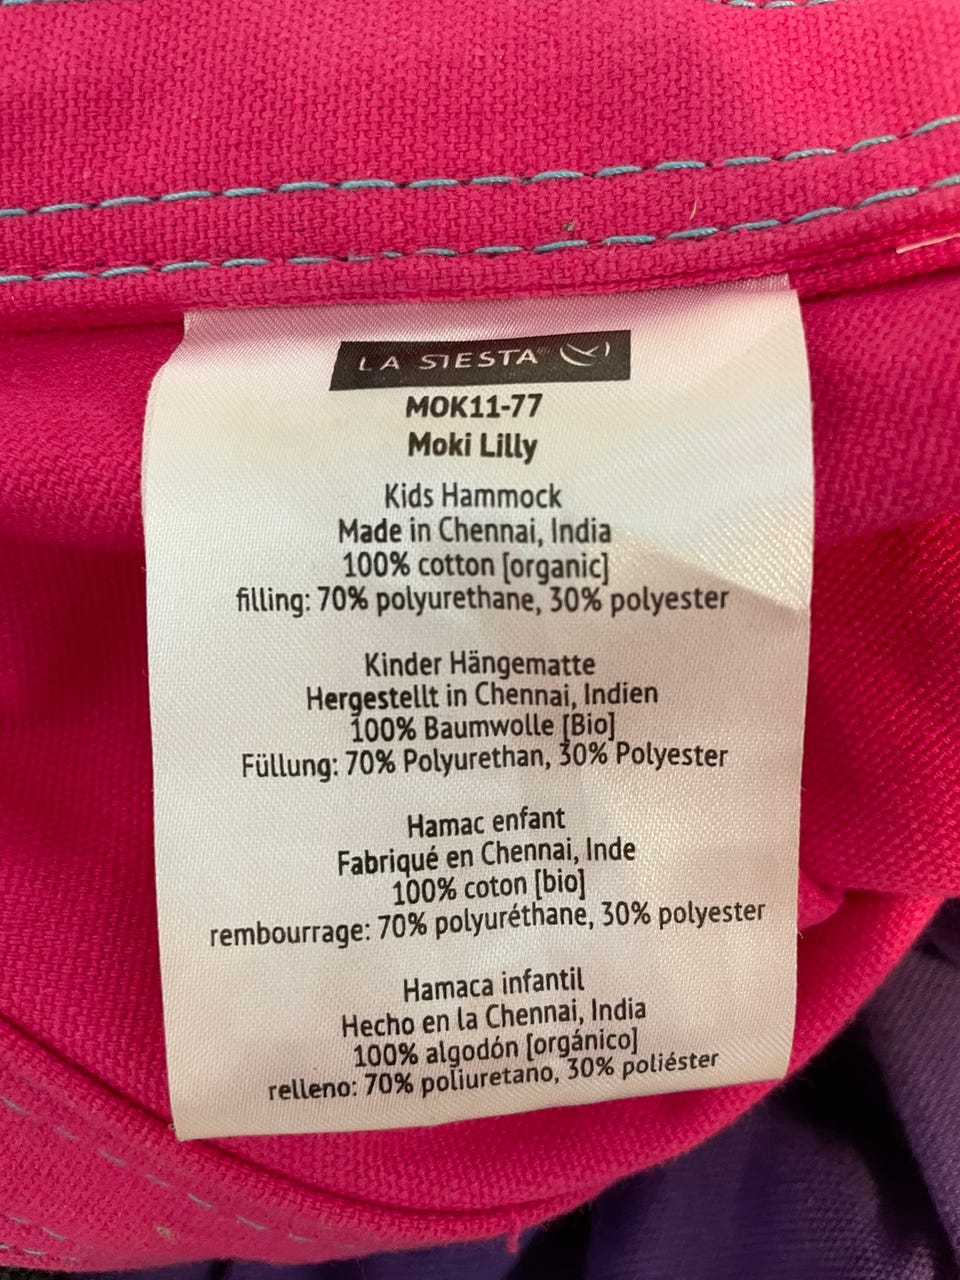 LA SIESTA
MOK11-77
Moki Lilly
Kids Hammock
Made in Chennai, India
100% cotton [organic]
filling: 70% polyurethane, 30% polyester
Kinder Hängematte
Hergestellt in Chennai, Indien
100% Baumwolle [Bio]
Füllung: 70% Polyurethan, 30% Polyester
Hamac enfant
Fabriqué en Chennai, Inde
100% coton [bio]
rembourrage: 70% polyuréthane, 30% polyester
Hamaca infantil
Hecho en la Chennai, India
100% algodón [orgánico]
relleno: 70% poliuretano, 30% poliéster